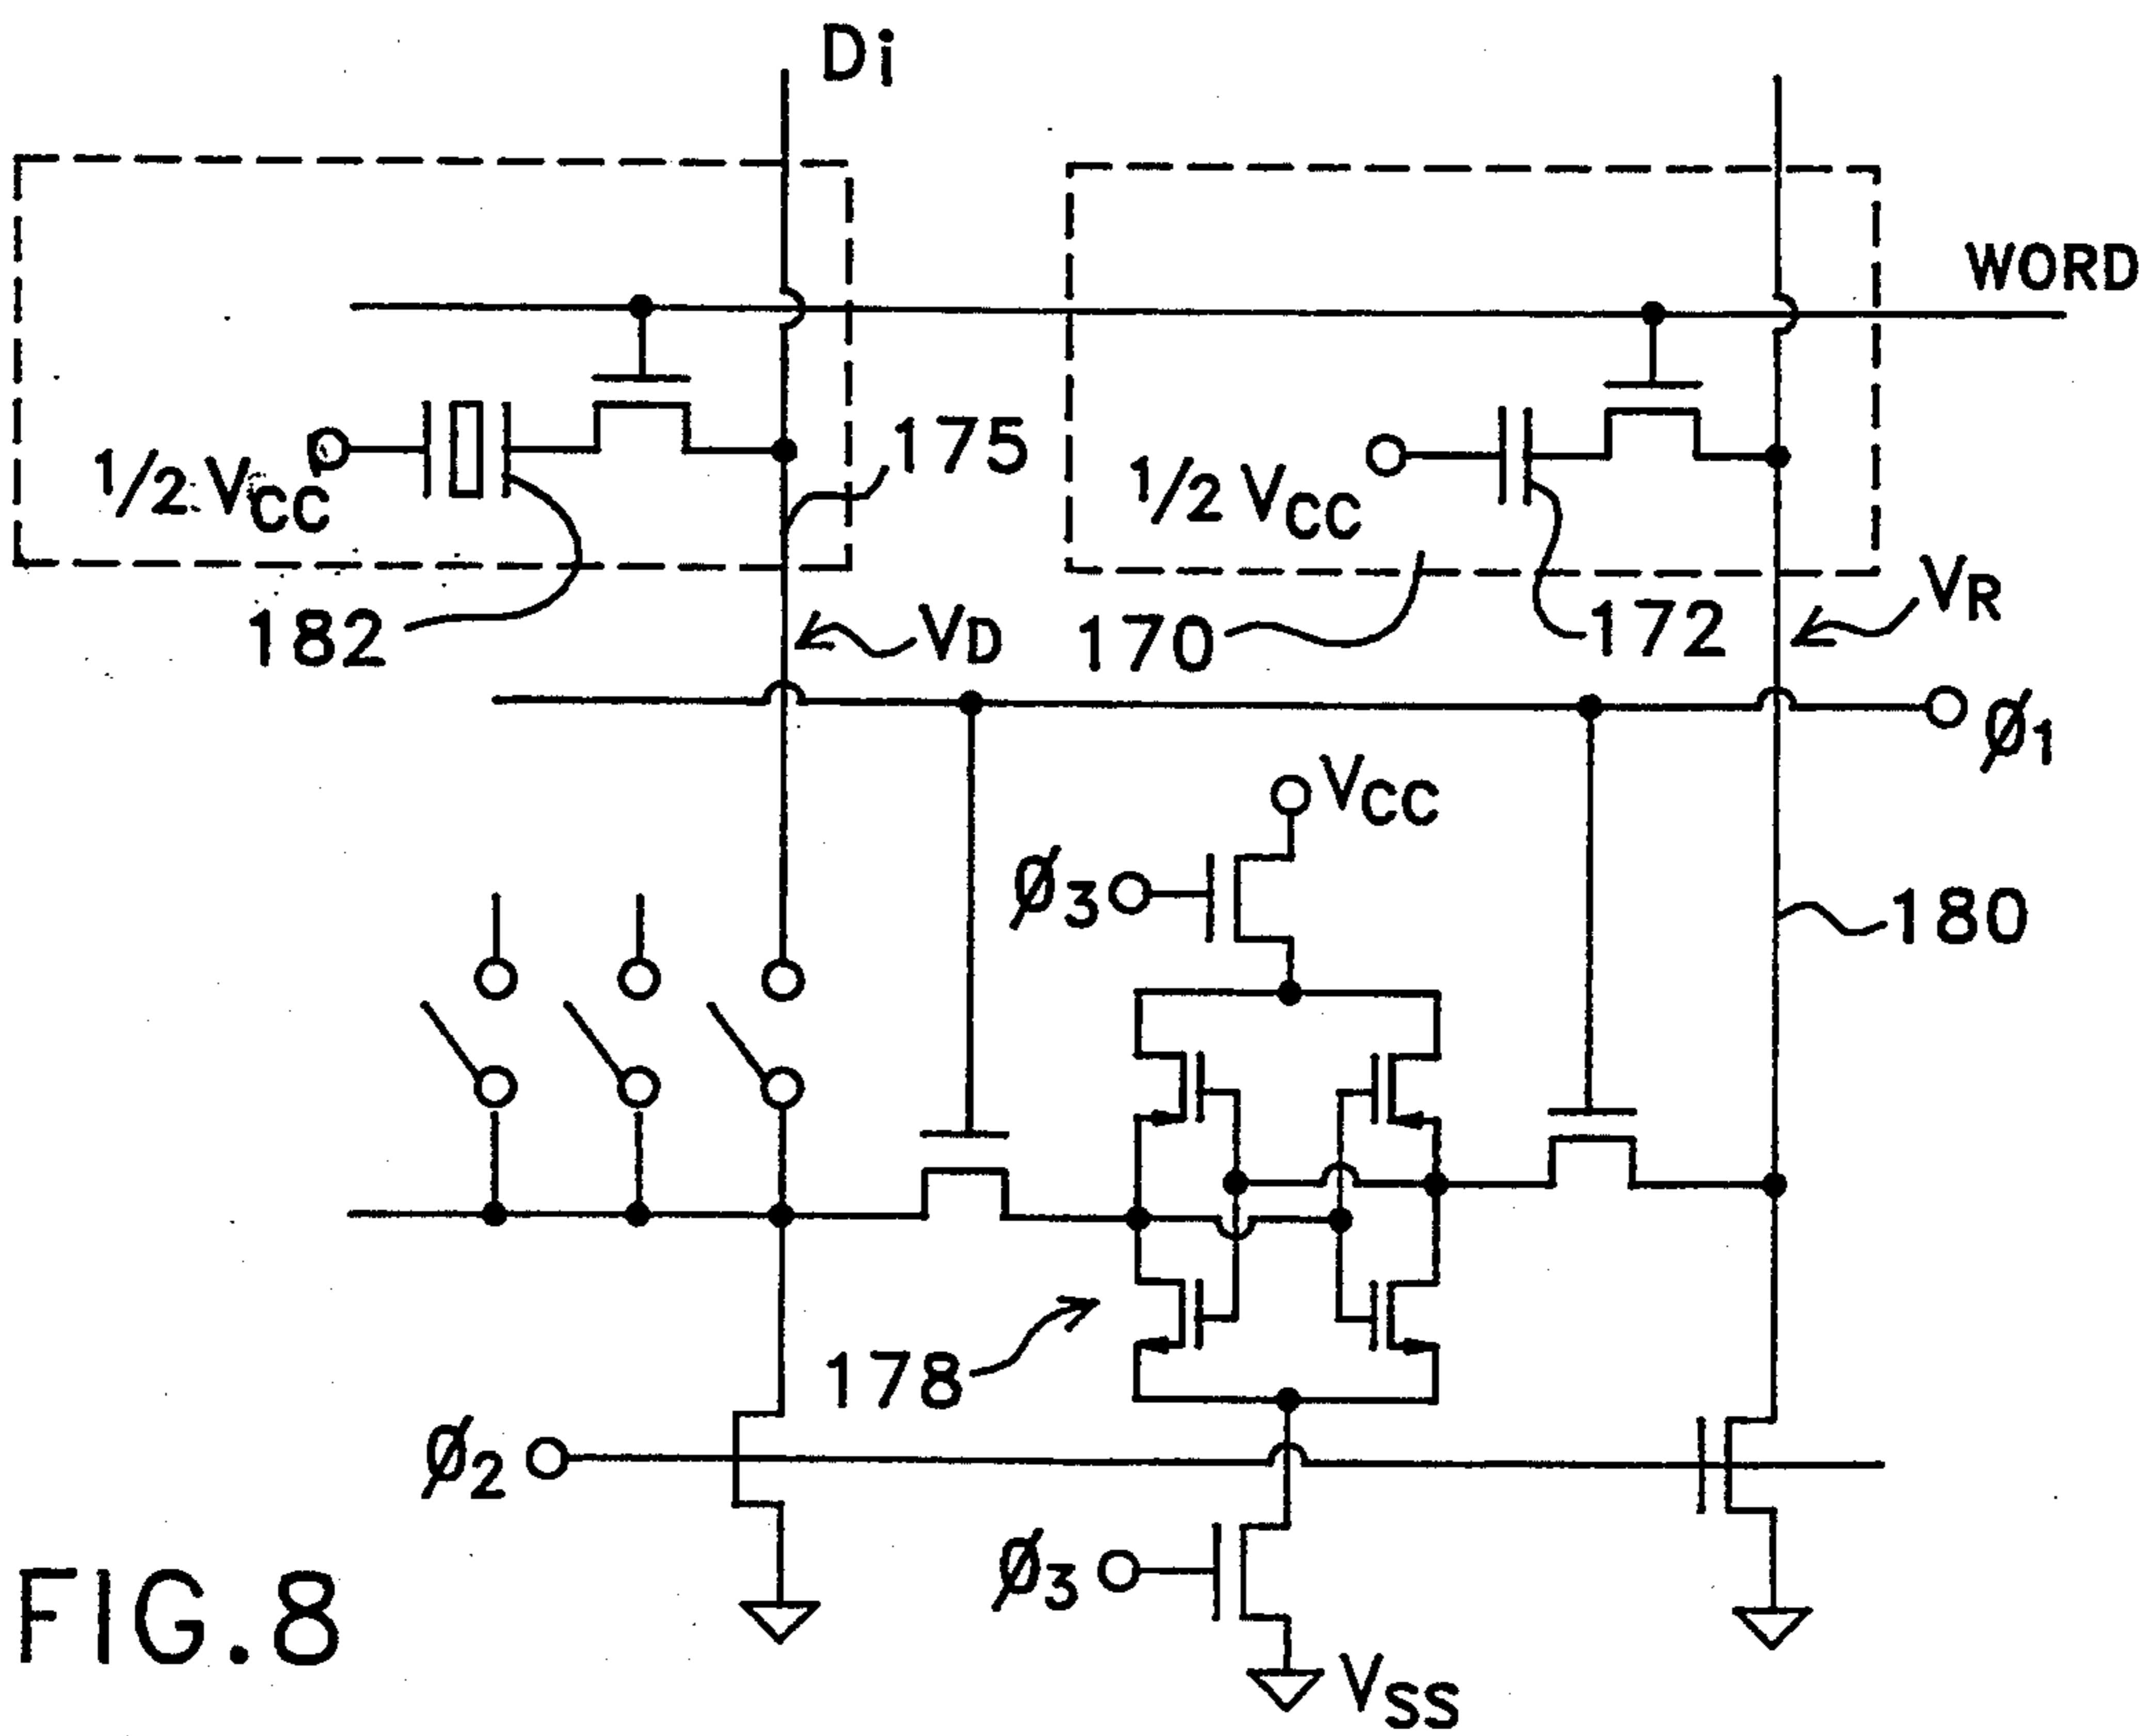 Di
WORD
1/2 VCC
175
1/2 VCC
182
VD
170
172
VR
ø1
VCC
ø3
180
178
ø2
ø3
FIG.8
VSS